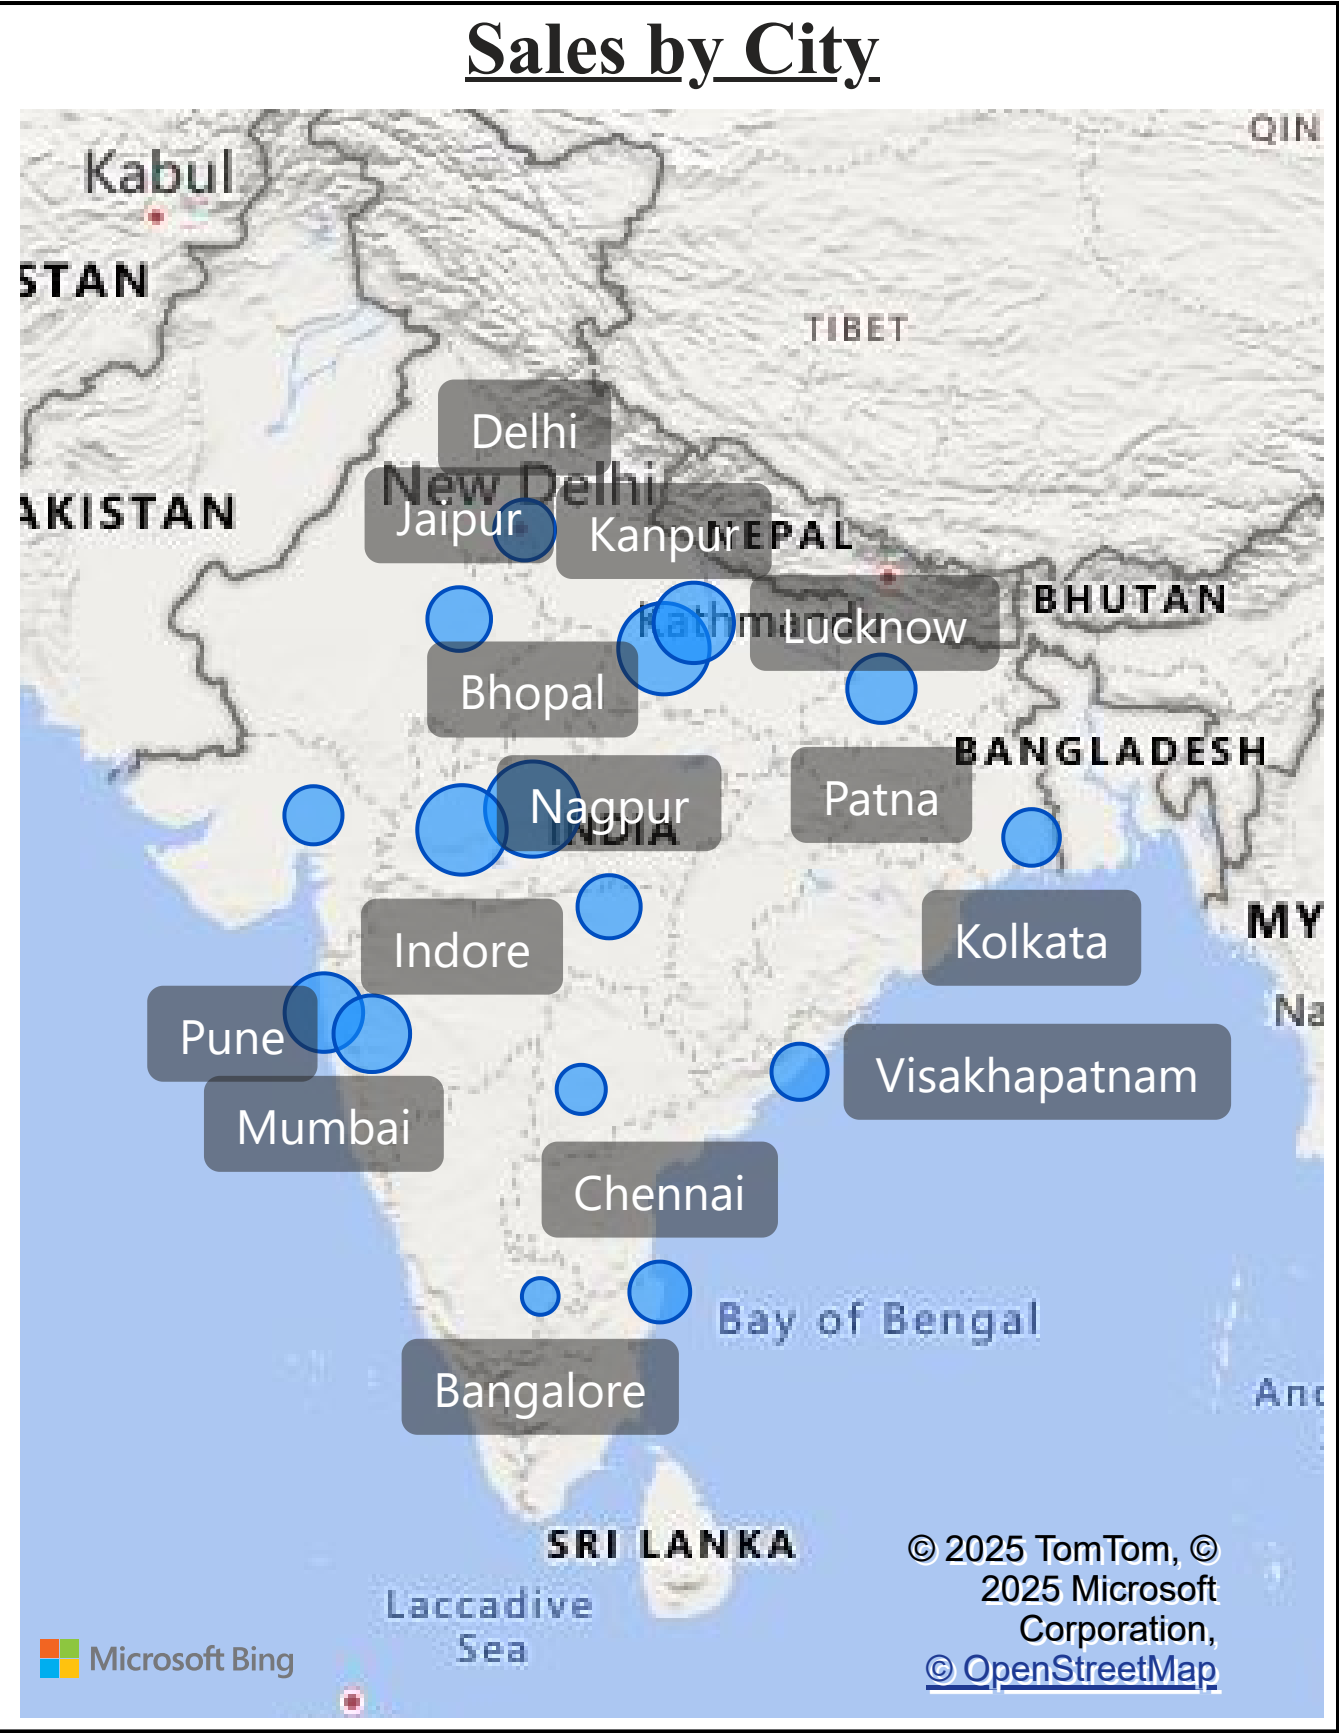 Sales by City
QIN
Kabul
STAN
TIBET
Delhi
New Delhi
AKISTAN
Jaipur
Kanpur
NEPAL
BHUTAN
Kathmandu
Lucknow
Bhopal
BANGLADESH
Patna
Nagpur
INDIA
MY
Kolkata
Indore
Na
Pune
Visakhapatnam
Mumbai
Chennai
Bay of Bengal
Bangalore
And
SRI LANKA
Laccadive
Sea
© 2025 TomTom, ©
2025 Microsoft
Corporation,
© OpenStreetMap
Microsoft Bing